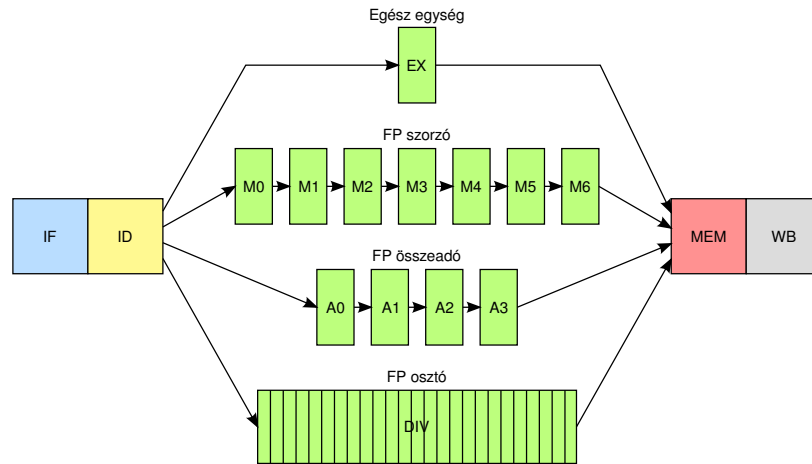 Egész egység
EX
FP szorzó
M0 M1 M2 M3 M4 M5 M6
IF ID MEM WB
FP összeadó
A0 A1 A2 A3
FP osztó
DIV